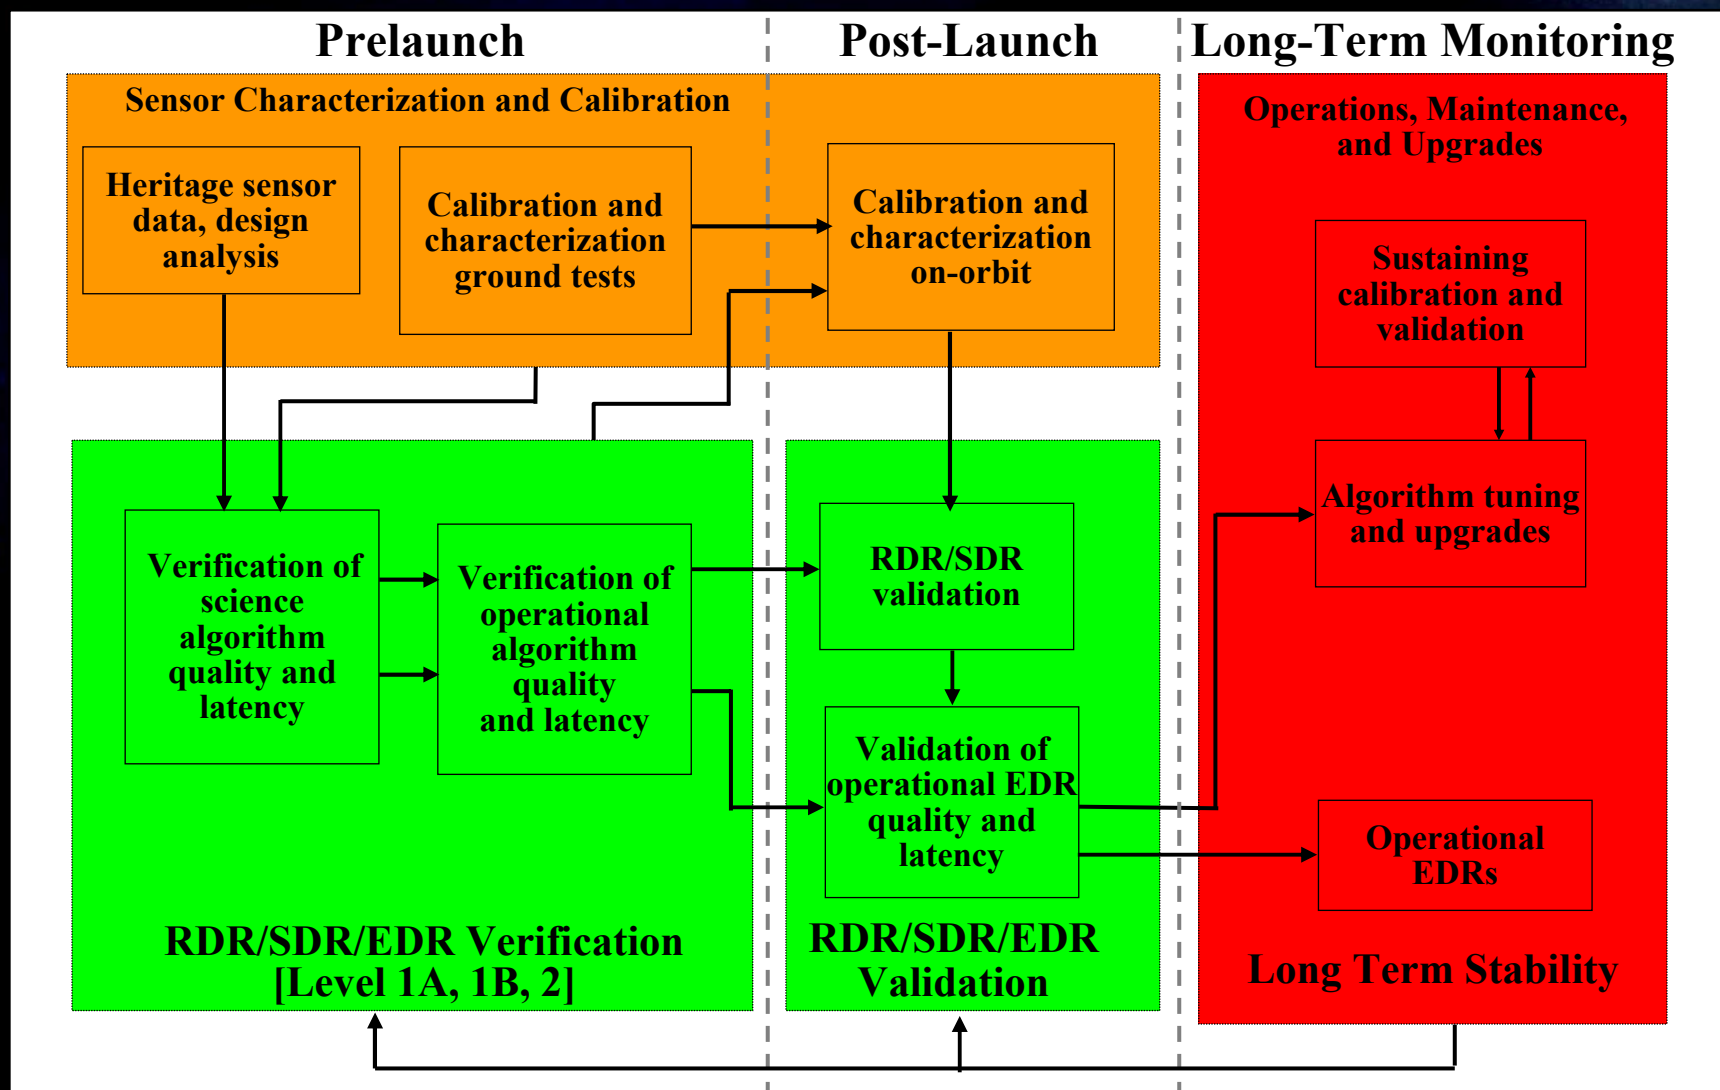 Prelaunch
Post-Launch
Long-Term Monitoring
Sensor Characterization and Calibration
Heritage sensor
data, design
analysis
Calibration and
characterization
ground tests
Calibration and
characterization
on-orbit
Operations, Maintenance,
and Upgrades
Sustaining
calibration and
validation
Algorithm tuning
and upgrades
Verification of
science
algorithm
quality and
latency
Verification of
operational
algorithm
quality
and latency
RDR/SDR
validation
Validation of
operational EDR
quality and
latency
Operational
EDRs
RDR/SDR/EDR Verification
[Level 1A, 1B, 2]
RDR/SDR/EDR
Validation
Long Term Stability